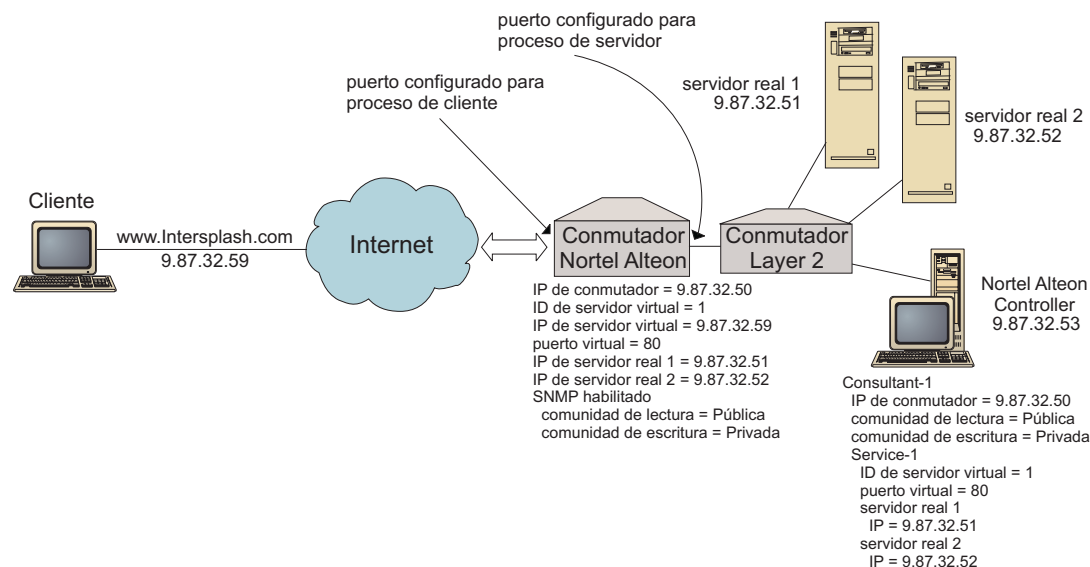 puerto configurado para
proceso de servidor
puerto configurado para
proceso de cliente
servidor real 1
9.87.32.51
servidor real 2
9.87.32.52
Cliente
www.Intersplash.com
9.87.32.59
Internet
Conmutador
Nortel Alteon
Conmutador
Layer 2
Nortel Alteon
Controller
9.87.32.53
IP de conmutador = 9.87.32.50
ID de servidor virtual = 1
IP de servidor virtual = 9.87.32.59
puerto virtual = 80
IP de servidor real 1 = 9.87.32.51
IP de servidor real 2 = 9.87.32.52
SNMP habilitado
comunidad de lectura = Pública
comunidad de escritura = Privada
Consultant-1
IP de conmutador = 9.87.32.50
comunidad de lectura = Pública
comunidad de escritura = Privada
Service-1
ID de servidor virtual = 1
puerto virtual = 80
servidor real 1
IP = 9.87.32.51
servidor real 2
IP = 9.87.32.52